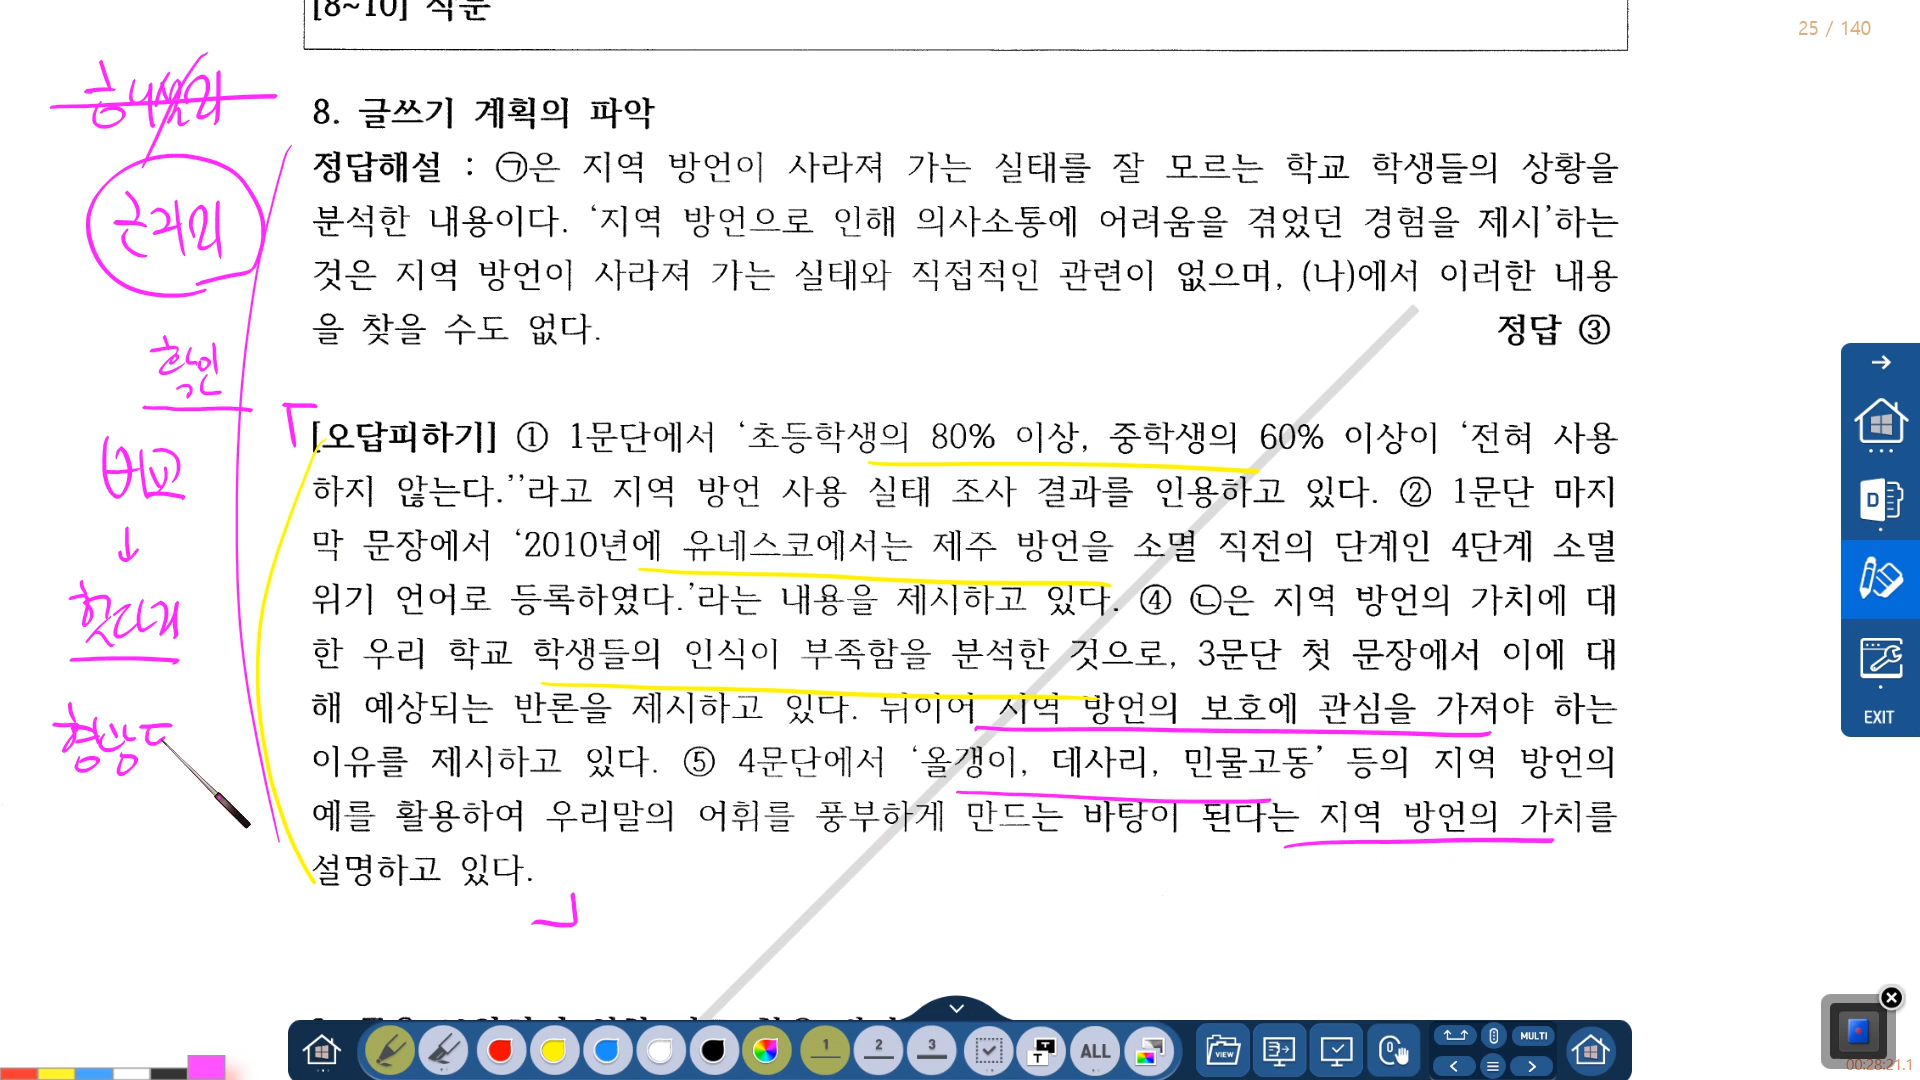 [8~10] 작문
25 / 140
8. 글쓰기 계획의 파악
정답해설 : ㉠은 지역 방언이 사라져 가는 실태를 잘 모르는 학교 학생들의 상황을
분석한 내용이다. ‘지역 방언으로 인해 의사소통에 어려움을 겪었던 경험을 제시’하는
것은 지역 방언이 사라져 가는 실태와 직접적인 관련이 없으며, (나)에서 이러한 내용
을 찾을 수도 없다. 정답 ③
[오답피하기] ① 1문단에서 ‘초등학생의 80% 이상, 중학생의 60% 이상이 ‘전혀 사용
하지 않는다.’’라고 지역 방언 사용 실태 조사 결과를 인용하고 있다. ② 1문단 마지
막 문장에서 ‘2010년에 유네스코에서는 제주 방언을 소멸 직전의 단계인 4단계 소멸
위기 언어로 등록하였다.’라는 내용을 제시하고 있다. ④ ㉡은 지역 방언의 가치에 대
한 우리 학교 학생들의 인식이 부족함을 분석한 것으로, 3문단 첫 문장에서 이에 대
해 예상되는 반론을 제시하고 있다. 뒤이어 지역 방언의 보호에 관심을 가져야 하는
이유를 제시하고 있다. ⑤ 4문단에서 ‘올갱이, 데사리, 민물고동’ 등의 지역 방언의
예를 활용하여 우리말의 어휘를 풍부하게 만드는 바탕이 된다는 지역 방언의 가치를
설명하고 있다.
근거의
확인
비교
헷다게
향상
EXIT
1
2
3
T
T
ALL
VIEW
MULTI
00:28:21.1